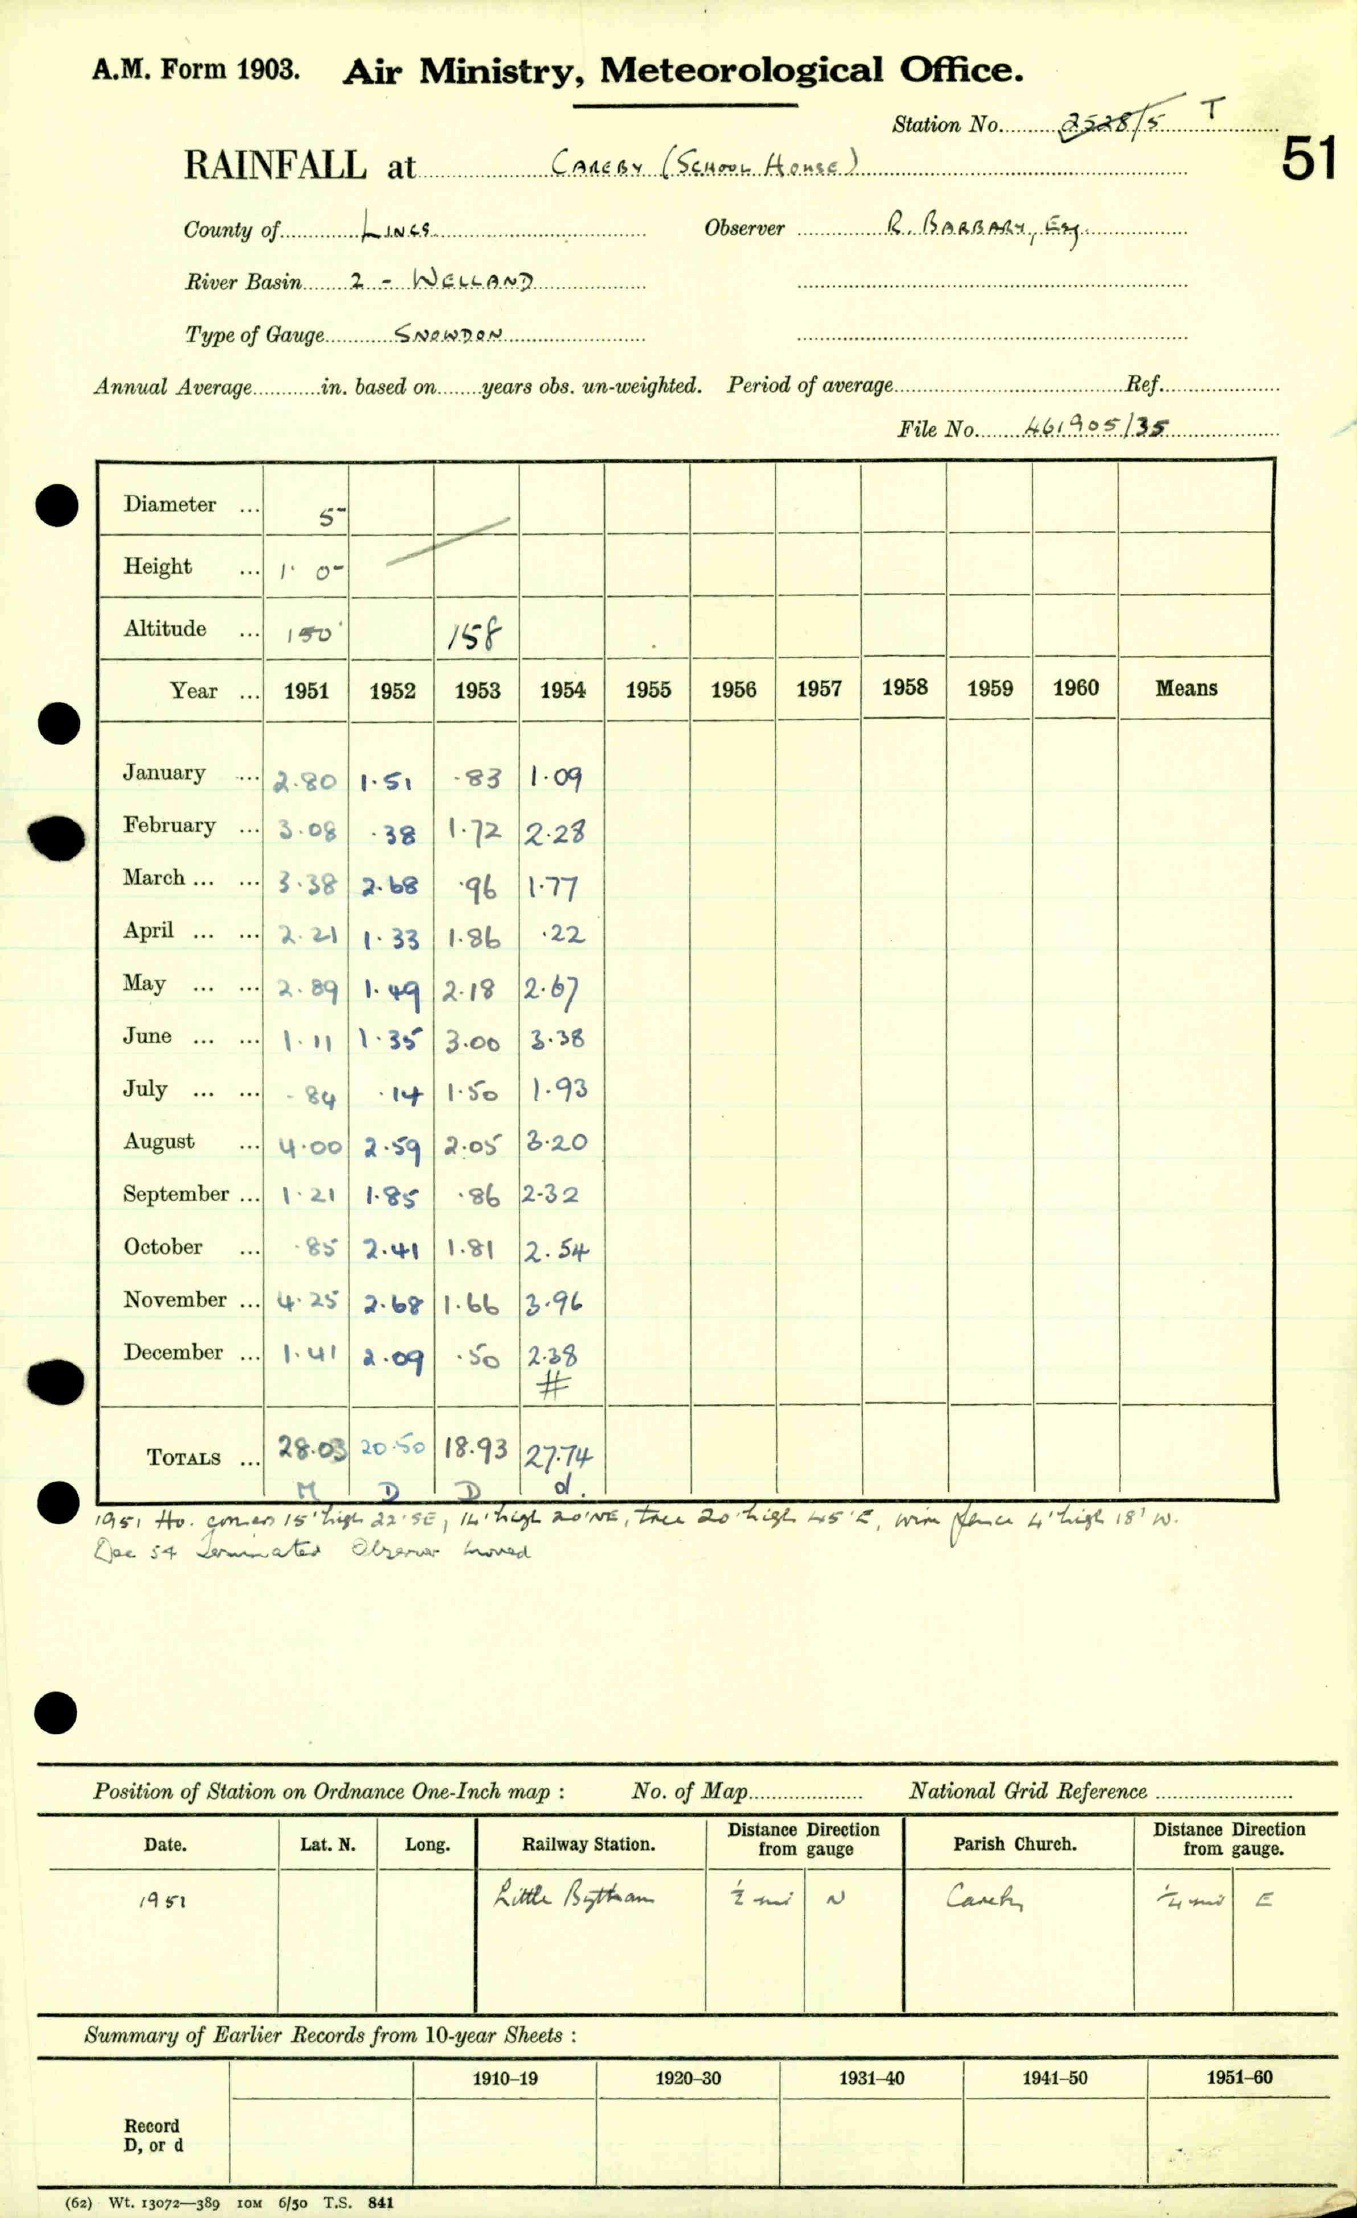 A.M. Form 1903. Air Ministry, Meteorological Office.
Station No. 2528/5 T
51
RAINFALL at CAREBY (SCHOOL HOUSE)
County of LINCS Observer R. BARBARY, Esq.
River Basin 2 - WELLAND
Type of Gauge SNOWDON
Annual Average in. based on years obs. un-weighted. Period of average Ref.
File No. 461905/35
Diameter ... 5"
Height ... 1' 0"
Altitude ... 150' 158
Year ... 1951 1952 1953 1954 1955 1956 1957 1958 1959 1960 Means
January ... 2.80 1.51 .83 1.09
February ... 3.08 .38 1.72 2.28
March ... ... 3.38 2.68 .96 1.77
April ... ... 2.21 1.33 1.86 .22
May ... ... 2.89 1.49 2.18 2.67
June ... ... 1.11 1.35 3.00 3.38
July ... ... .84 .14 1.50 1.93
August ... 4.00 2.59 2.05 3.20
September ... 1.21 1.85 .86 2.32
October ... .85 2.41 1.81 2.54
November ... 4.25 2.68 1.66 3.96
December ... 1.41 2.09 .50 2.38
#
TOTALS ... 28.03 20.50 18.93 27.74
M D D d.
1951 Ho. corners 15' high 22' SE, 14' high 20' NE, tree 20' high 45' E, wire fence 4' high 18' W.
Dec 54 Terminated Observer moved
Position of Station on Ordnance One-Inch map : No. of Map National Grid Reference
Date. Lat. N. Long. Railway Station. Distance from Direction gauge Parish Church. Distance from Direction gauge.
1951 Little Bytham ½ mi N Careby ¼ mi E
Summary of Earlier Records from 10-year Sheets :
1910–19 1920–30 1931–40 1941–50 1951–60
Record
D, or d
(62) Wt. 13072—389 10M 6/50 T.S. 841